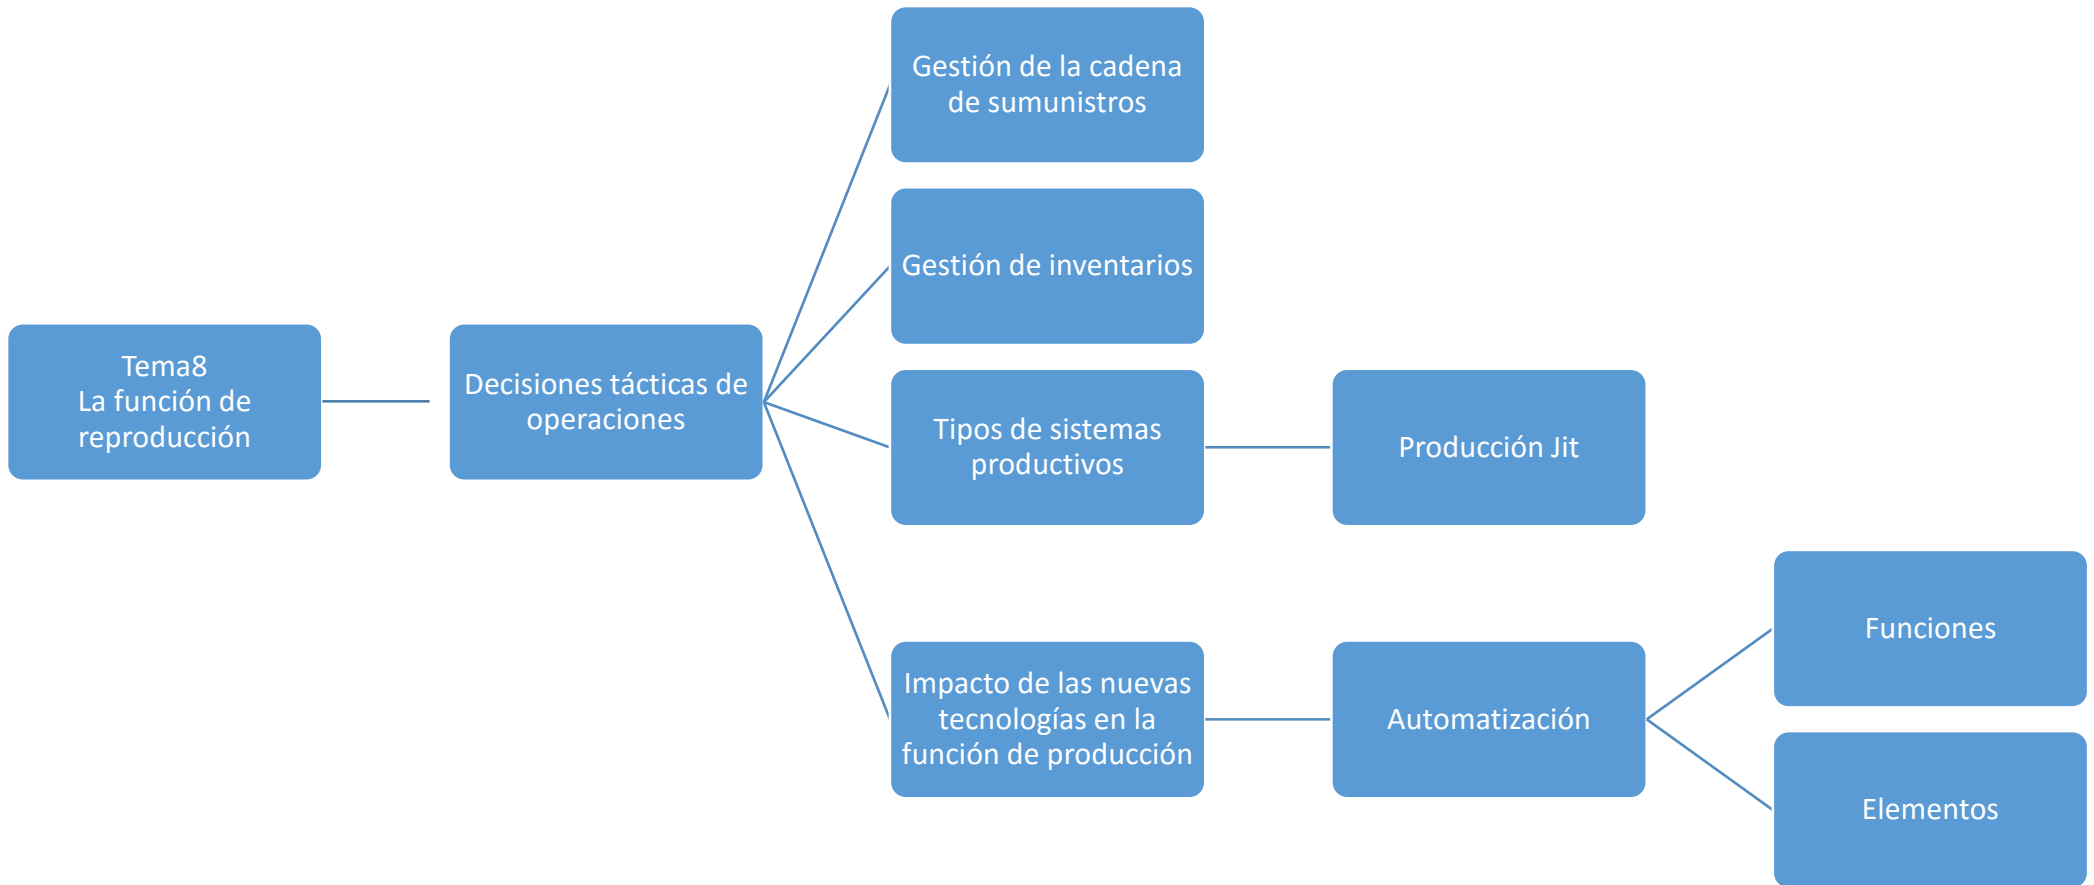 Tema8
La función de
reproducción
Decisiones tácticas de
operaciones
Gestión de la cadena
de sumunistros
Gestión de inventarios
Tipos de sistemas
productivos
Producción Jit
Impacto de las nuevas
tecnologías en la
función de producción
Automatización
Funciones
Elementos